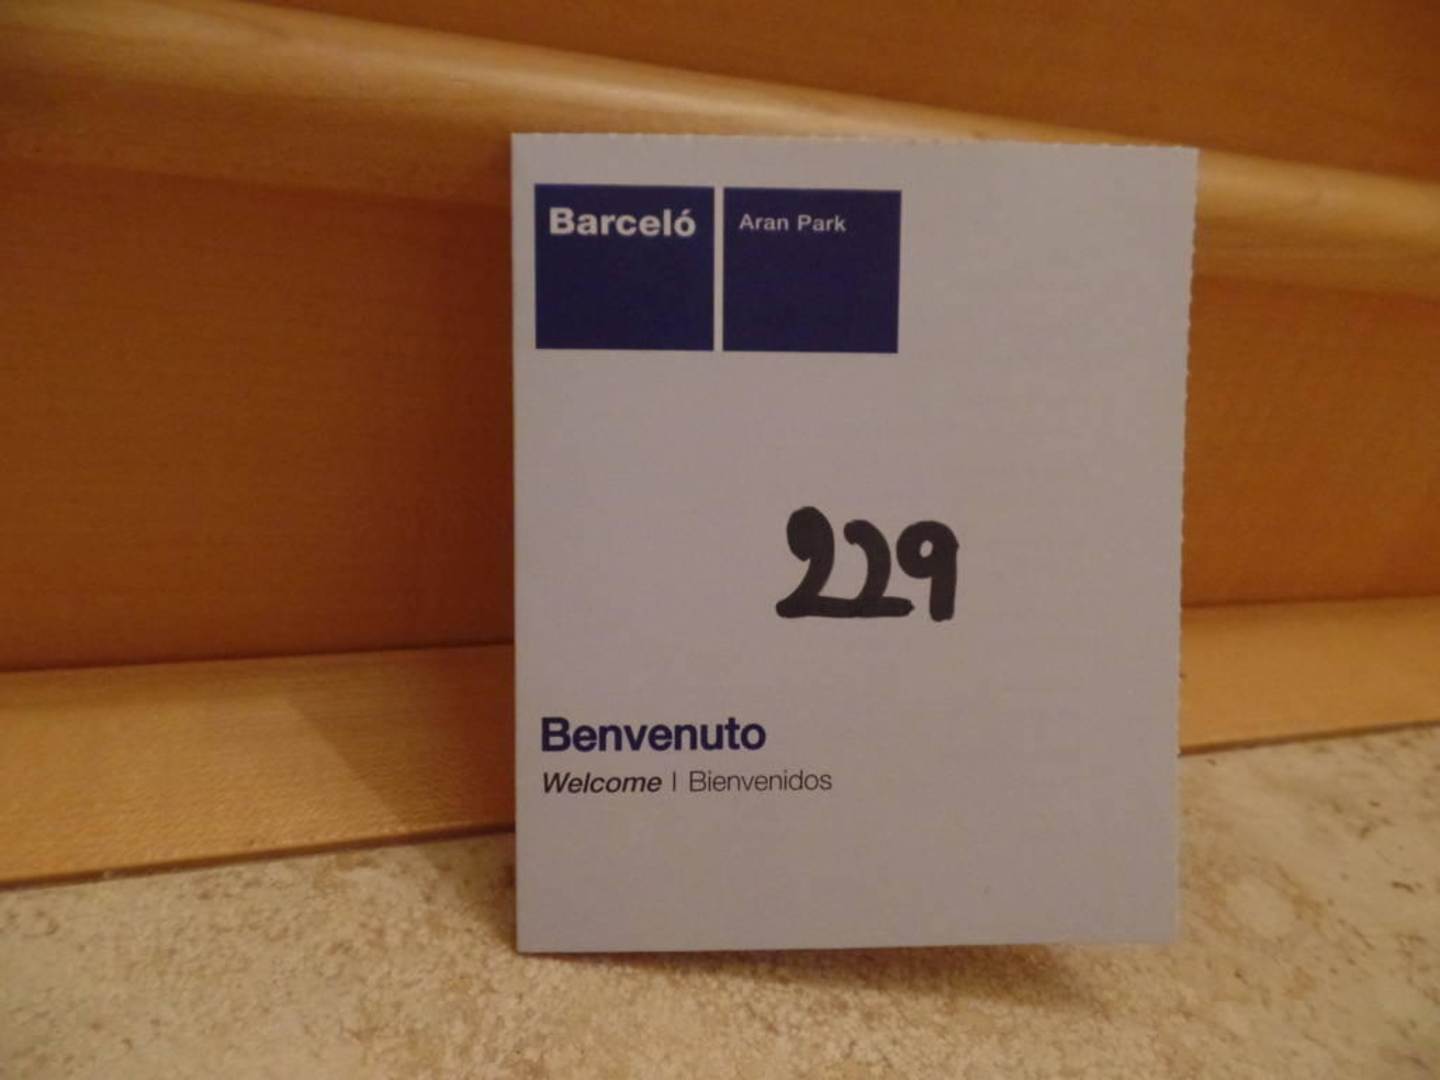 Barceló Aran Park
229
Benvenuto
Welcome | Bienvenidos